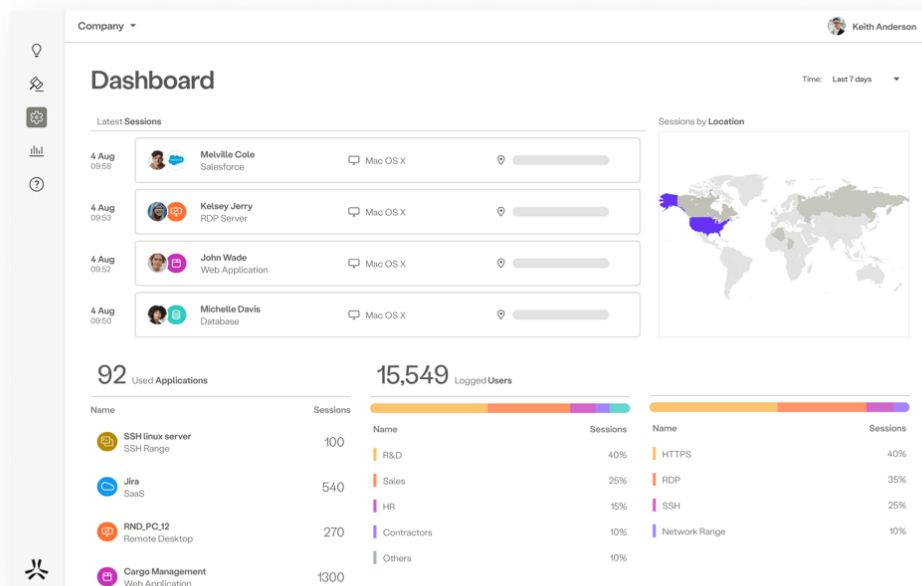 Company
Keith Anderson
Dashboard
Time: Last 7 days
Latest Sessions
Sessions by Location
4 Aug
09:58
Melville Cole
Salesforce
Mac OS X
4 Aug
09:53
Kelsey Jerry
RDP Server
Mac OS X
4 Aug
09:52
John Wade
Web Application
Mac OS X
4 Aug
09:50
Michelle Davis
Database
Mac OS X
92 Used Applications
Name Sessions
SSH linux server
SSH Range
100
Jira
SaaS
540
RND_PC_12
Remote Desktop
270
Cargo Management
Web Application
1300
15,549 Logged Users
Name Sessions
R&D 40%
Sales 25%
HR 15%
Contractors 10%
Others 10%
Name Sessions
HTTPS 40%
RDP 35%
SSH 25%
Network Range 10%